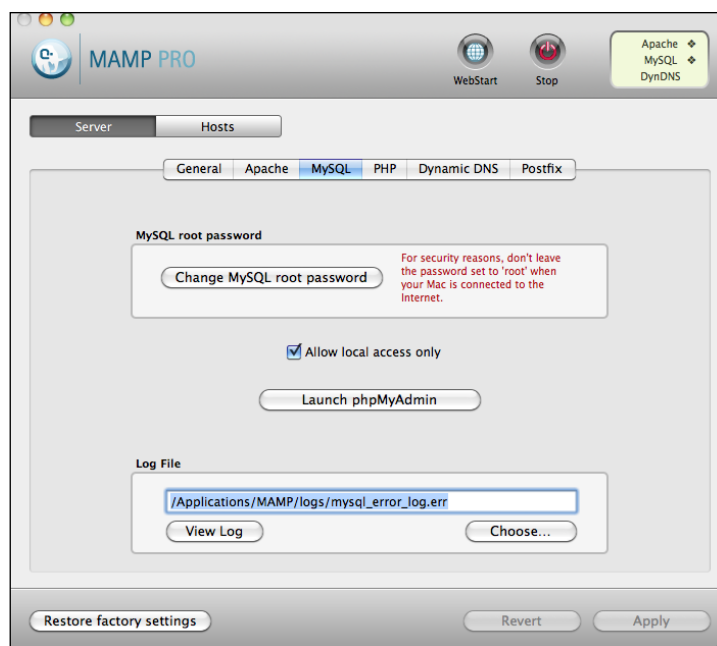 MAMP PRO
WebStart
Stop
Apache ❖
MySQL ❖
DynDNS
Server
Hosts
General
Apache
MySQL
PHP
Dynamic DNS
Postfix
MySQL root password
Change MySQL root password
For security reasons, don't leave
the password set to 'root' when
your Mac is connected to the
Internet.
Allow local access only
Launch phpMyAdmin
Log File
/Applications/MAMP/logs/mysql_error_log.err
View Log
Choose...
Restore factory settings
Revert
Apply